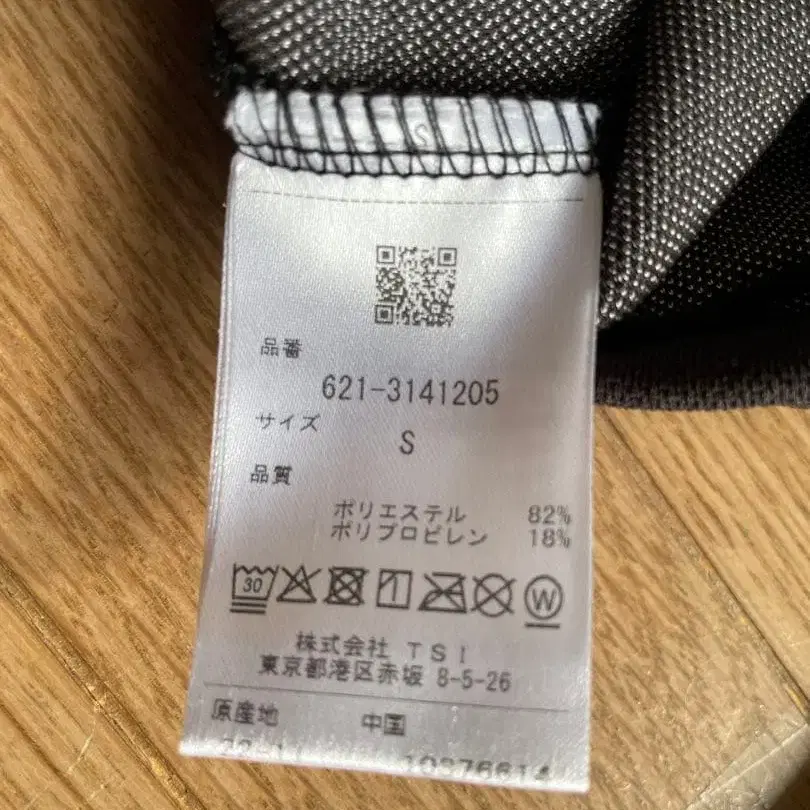 S
品番
621-3141205
サイズ
S
品質
ポリエステル 82%
ポリプロピレン 18%
30
W
株式会社 TSI
東京都港区赤坂 8-5-26
原産地 中国
10376614